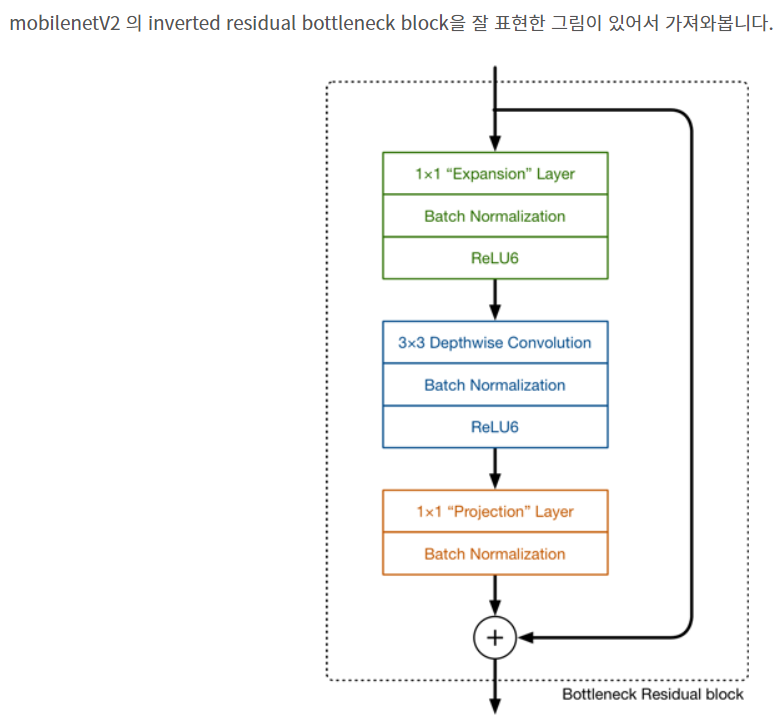 mobilenetV2 의 inverted residual bottleneck block을 잘 표현한 그림이 있어서 가져와봅니다.
1×1 “Expansion” Layer
Batch Normalization
ReLU6
3×3 Depthwise Convolution
Batch Normalization
ReLU6
1×1 “Projection” Layer
Batch Normalization
+
Bottleneck Residual block